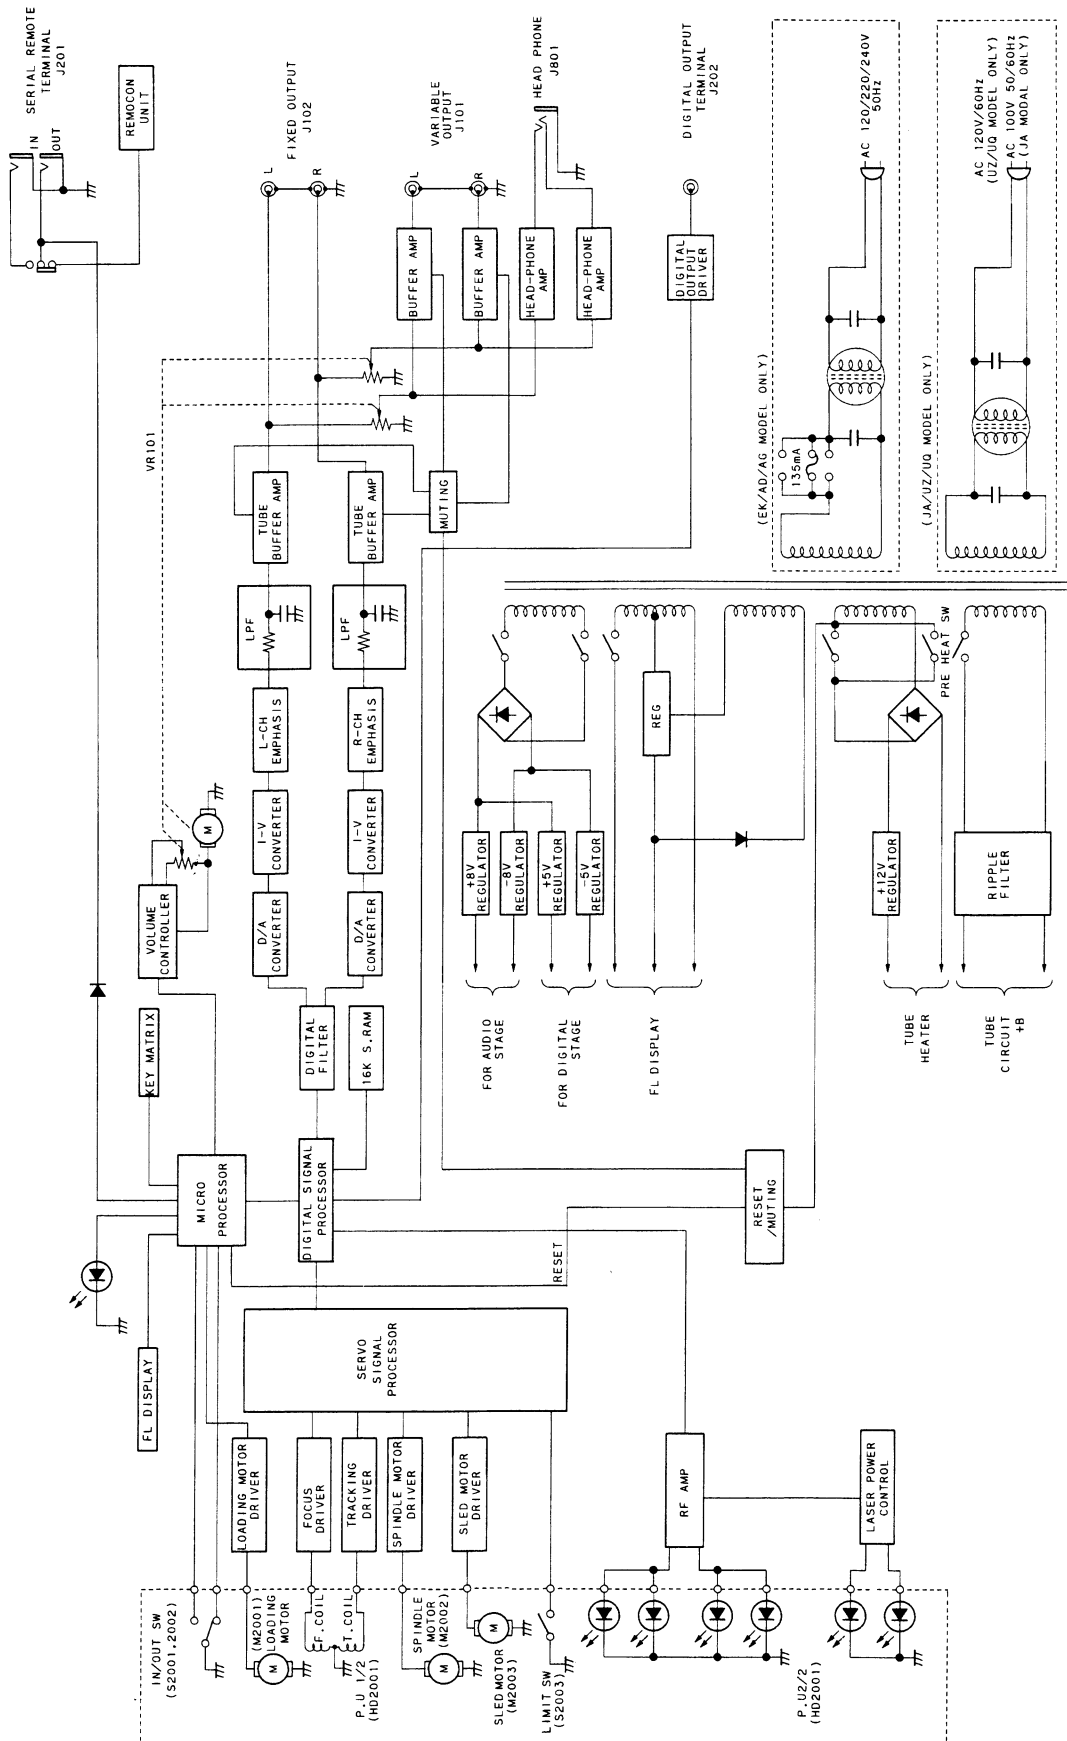 SERIAL REMOTE
TERMINAL
J201
IN
OUT
REMOCON
UNIT
FIXED OUTPUT
J102
L
R
VARIABLE
OUTPUT
J101
L
R
HEAD PHONE
J801
DIGITAL OUTPUT
TERMINAL
J202
BUFFER AMP
BUFFER AMP
HEAD-PHONE
AMP
HEAD-PHONE
AMP
DIGITAL
OUTPUT
DRIVER
AC 120/220/240V
50Hz
AC 120V/60Hz
(UZ/UQ MODEL ONLY)
AC 100V 50/60Hz
(JA MODAL ONLY)
(EK/AD/AG MODEL ONLY)
135mA
(JA/UZ/UQ MODEL ONLY)
VR101
TUBE
BUFFER AMP
TUBE
BUFFER AMP
MUTING
LPF
LPF
L-CH
EMPHASIS
R-CH
EMPHASIS
I-V
CONVERTER
I-V
CONVERTER
D/A
CONVERTER
D/A
CONVERTER
M
VOLUME
CONTROLLER
KEY MATRIX
DIGITAL
FILTER
16K S.RAM
MICRO
PROCESSOR
DIGITAL SIGNAL
PROCESSOR
REG
PRE HEAT SW
+8V
REGULATOR
-8V
REGULATOR
+5V
REGULATOR
-5V
REGULATOR
+12V
REGULATOR
RIPPLE
FILTER
FOR AUDIO
STAGE
FOR DIGITAL
STAGE
FL DISPLAY
TUBE
HEATER
TUBE
CIRCUIT
+B
RESET
/MUTING
RESET
FL DISPLAY
SERVO
SIGNAL
PROCESSOR
LOADING MOTOR
DRIVER
FOCUS
DRIVER
TRACKING
DRIVER
SPINDLE MOTOR
DRIVER
SLED MOTOR
DRIVER
RF AMP
LASER POWER
CONTROL
IN/OUT SW
(S2001,2002)
(M2001)
LOADING
MOTOR
M
F.COIL
T.COIL
P.U 1/2
(HD2001)
SPINDLE
MOTOR
(M2002)
M
SLED MOTOR
(M2003)
M
LIMIT SW
(S2003)
P.U2/2
(HD2001)